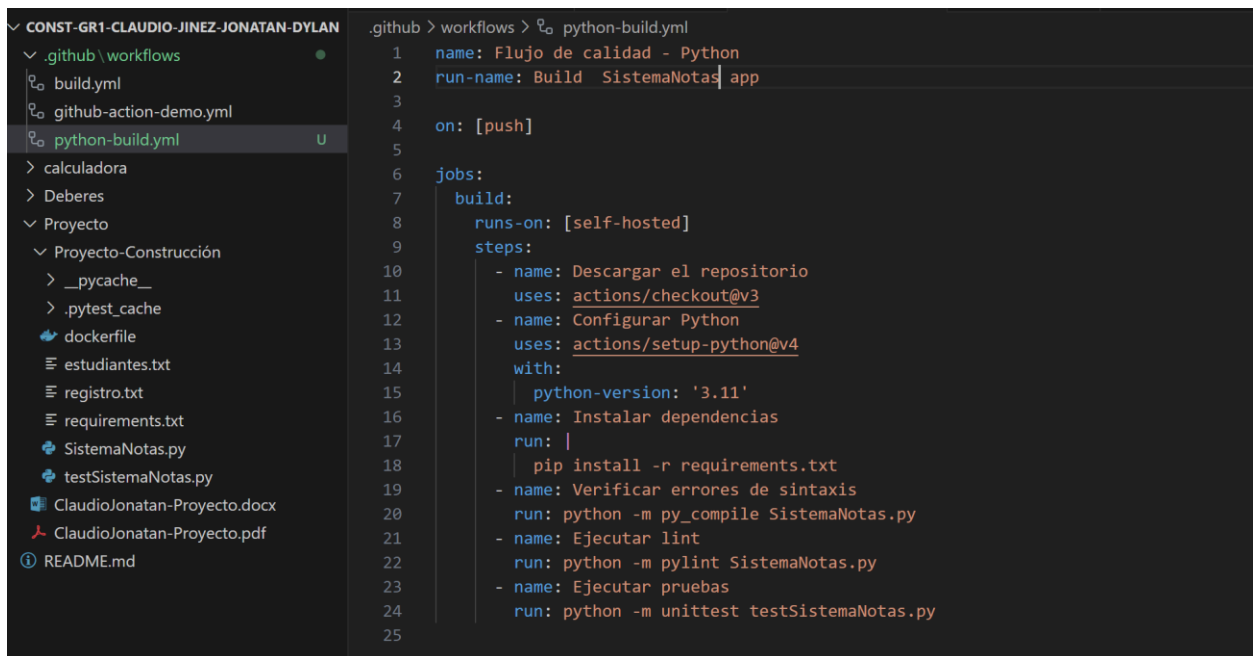 CONST-GR1-CLAUDIO-JINEZ-JONATAN-DYLAN
.github\workflows
build.yml
github-action-demo.yml
python-build.yml U
calculadora
Deberes
Proyecto
Proyecto-Construcción
__pycache__
.pytest_cache
dockerfile
estudiantes.txt
registro.txt
requirements.txt
SistemaNotas.py
testSistemaNotas.py
ClaudioJonatan-Proyecto.docx
ClaudioJonatan-Proyecto.pdf
README.md
.github > workflows > python-build.yml
1 name: Flujo de calidad - Python
2 run-name: Build  SistemaNotas app
3
4 on: [push]
5
6 jobs:
7   build:
8     runs-on: [self-hosted]
9     steps:
10       - name: Descargar el repositorio
11         uses: actions/checkout@v3
12       - name: Configurar Python
13         uses: actions/setup-python@v4
14         with:
15           python-version: '3.11'
16       - name: Instalar dependencias
17         run: |
18           pip install -r requirements.txt
19       - name: Verificar errores de sintaxis
20         run: python -m py_compile SistemaNotas.py
21       - name: Ejecutar lint
22         run: python -m pylint SistemaNotas.py
23       - name: Ejecutar pruebas
24         run: python -m unittest testSistemaNotas.py
25